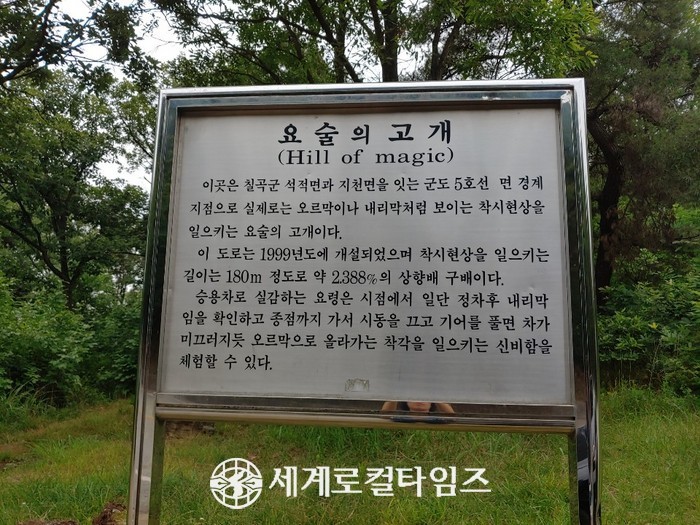 요술의고개
(Hill of magic)
이곳은 칠곡군 석적면과 지천면을 잇는 군도 5호선 면 경계
지점으로 실제로는 오르막이나 내리막처럼 보이는 착시현상을
일으키는 요술의 고개이다.
이 도로는 1999년도에 개설되었으며 착시현상을 일으키는
길이는 180m 정도로 약 2.388%의 상향배 구배이다.
승용차로 실감하는 요령은 시점에서 일단 정차후 내리막
임을 확인하고 종점까지 가서 시동을 끄고 기어를 풀면 차가
미끄러지듯 오르막으로 올라가는 착각을 일으키는 신비함을
체험할 수 있다.
세계로컬타임즈